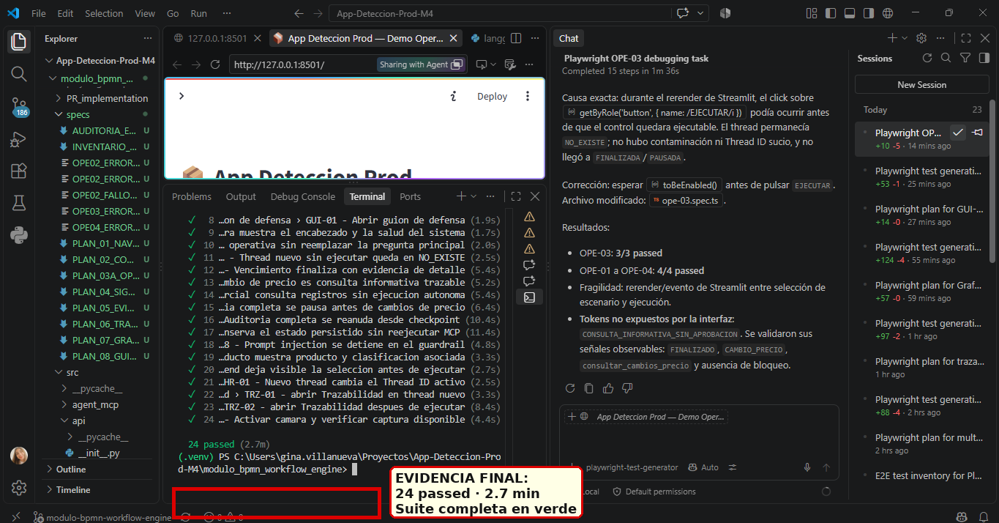 File Edit Selection View Go Run ··· App-Deteccion-Prod-M4
Explorer ···
App-Deteccion-Prod-M4
modulo_bpmn_...
PR_implementation
specs
AUDITORIA_E... U
INVENTARIO_... U
OPE02_ERROR... U
OPE02_ERROR... U
OPE02_FALLO... U
OPE03_ERROR... U
OPE04_ERROR... U
PLAN_01_NAV... U
PLAN_02_CO... U
PLAN_03A_OP... U
PLAN_04_SIG... U
PLAN_05_EVI... U
PLAN_06_TRA... U
PLAN_07_GRA... U
PLAN_08_GUI... U
src
__pycache__
agent_mcp
api
__pycache__
__init__.py
Outline
Timeline
186
127.0.0.1:8501 App Deteccion Prod — Demo Oper... lang
http://127.0.0.1:8501/ Sharing with Agent
Deploy
App Deteccion Prod
Problems Output Debug Console Terminal Ports
✓ 8 …on de defensa › GUI-01 - Abrir guion de defensa (1.9s)
✓ 9 …ra muestra el encabezado y la salud del sistema (1.7s)
✓ 10 … operativa sin reemplazar la pregunta principal (2.0s)
✓ 11 … - Thread nuevo sin ejecutar queda en NO_EXISTE (2.5s)
✓ 12 …- Vencimiento finaliza con evidencia de detalle (5.4s)
✓ 13 …mbio de precio es consulta informativa trazable (5.2s)
✓ 14 …rcial consulta registros sin ejecucion autonoma (5.4s)
✓ 15 …ia completa se pausa antes de cambios de precio (6.4s)
✓ 16 …Auditoria completa se reanuda desde checkpoint (10.4s)
✓ 17 …nserva el estado persistido sin reejecutar MCP (11.4s)
✓ 18 …8 - Prompt injection se detiene en el guardrail (4.8s)
✓ 19 …ducto muestra producto y clasificacion asociada (3.3s)
✓ 20 …end deja visible la seleccion antes de ejecutar (2.7s)
✓ 21 …HR-01 - Nuevo thread cambia el Thread ID activo (2.5s)
✓ 22 …d › TRZ-01 - abrir Trazabilidad en thread nuevo (3.3s)
✓ 23 …TRZ-02 - abrir Trazabilidad despues de ejecutar (8.4s)
✓ 24 …- Activar camara y verificar captura disponible (4.4s)
24 passed (2.7m)
(.venv) PS C:\Users\gina.villanueva\Proyectos\App-Deteccion-Pro
d-M4\modulo_bpmn_workflow_engine>
EVIDENCIA FINAL:
24 passed · 2.7 min
Suite completa en verde
Chat
Playwright OPE-03 debugging task
Completed 15 steps in 1m 36s
Causa exacta: durante el rerender de Streamlit, el click sobre
getByRole('button', { name: /EJECUTAR/i }) podía ocurrir antes
de que el control quedara ejecutable. El thread permanecía
NO_EXISTE; no hubo contaminación ni Thread ID sucio, y no
llegó a FINALIZADA / PAUSADA.
Corrección: esperar toBeEnabled() antes de pulsar EJECUTAR.
Archivo modificado: TS ope-03.spec.ts.
Resultados:
• OPE-03: 3/3 passed
• OPE-01 a OPE-04: 4/4 passed
• Fragilidad: rerender/evento de Streamlit entre selección de
escenario y ejecución.
• Tokens no expuestos por la interfaz:
CONSULTA_INFORMATIVA_SIN_APROBACION. Se validaron sus
señales observables: FINALIZADO, CAMBIO_PRECIO,
consultar_cambios_precio y ausencia de bloqueo.
App Deteccion Prod — Demo Oper...
playwright-test-generator Auto
ocal Default permissions
Sessions
New Session
Today 23
Playwright OP...
+10 -5 · 14 mins ago
Playwright test generati...
+53 -1 · 25 mins ago
Playwright plan for GUI-...
+14 -0 · 27 mins ago
Playwright test generati...
+124 -4 · 55 mins ago
Playwright plan for Graf...
+57 -0 · 59 mins ago
Playwright test generati...
+97 -2 · 1 hr ago
Playwright plan for traza...
1 hr ago
Playwright test generati...
+88 -4 · 2 hrs ago
Playwright plan for mult...
2 hrs ago
E2E test inventory for Pl...
modulo-bpmn-workflow-engine